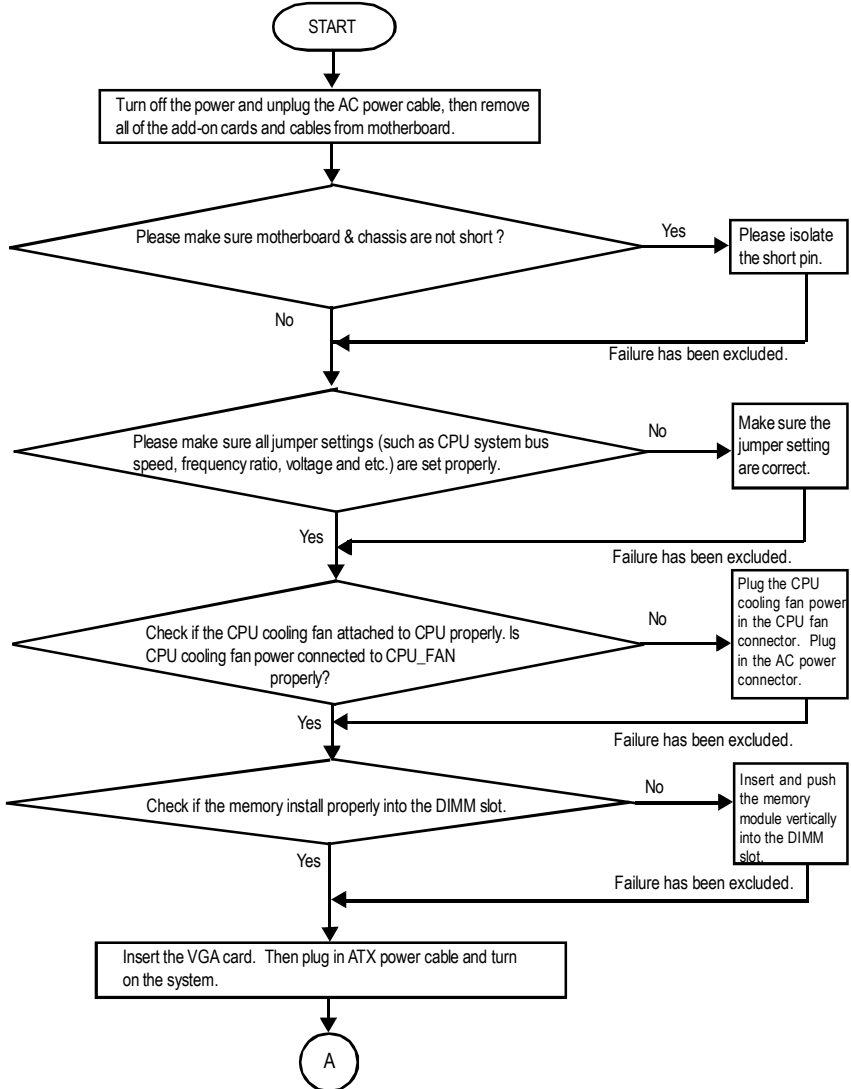 START
Turn off the power and unplug the AC power cable, then remove
all of the add-on cards and cables from motherboard.
Please make sure motherboard & chassis are not short ?
Yes
Please isolate
the short pin.
No
Failure has been excluded.
Please make sure all jumper settings (such as CPU system bus
speed, frequency ratio, voltage and etc.) are set properly.
No
Make sure the
jumper setting
are correct.
Yes
Failure has been excluded.
Check if the CPU cooling fan attached to CPU properly. Is
CPU cooling fan power connected to CPU_FAN
properly?
No
Plug the CPU
cooling fan power
in the CPU fan
connector. Plug
in the AC power
connector.
Yes
Failure has been excluded.
Check if the memory install properly into the DIMM slot.
No
Insert and push
the memory
module vertically
into the DIMM
slot.
Yes
Failure has been excluded.
Insert the VGA card. Then plug in ATX power cable and turn
on the system.
A